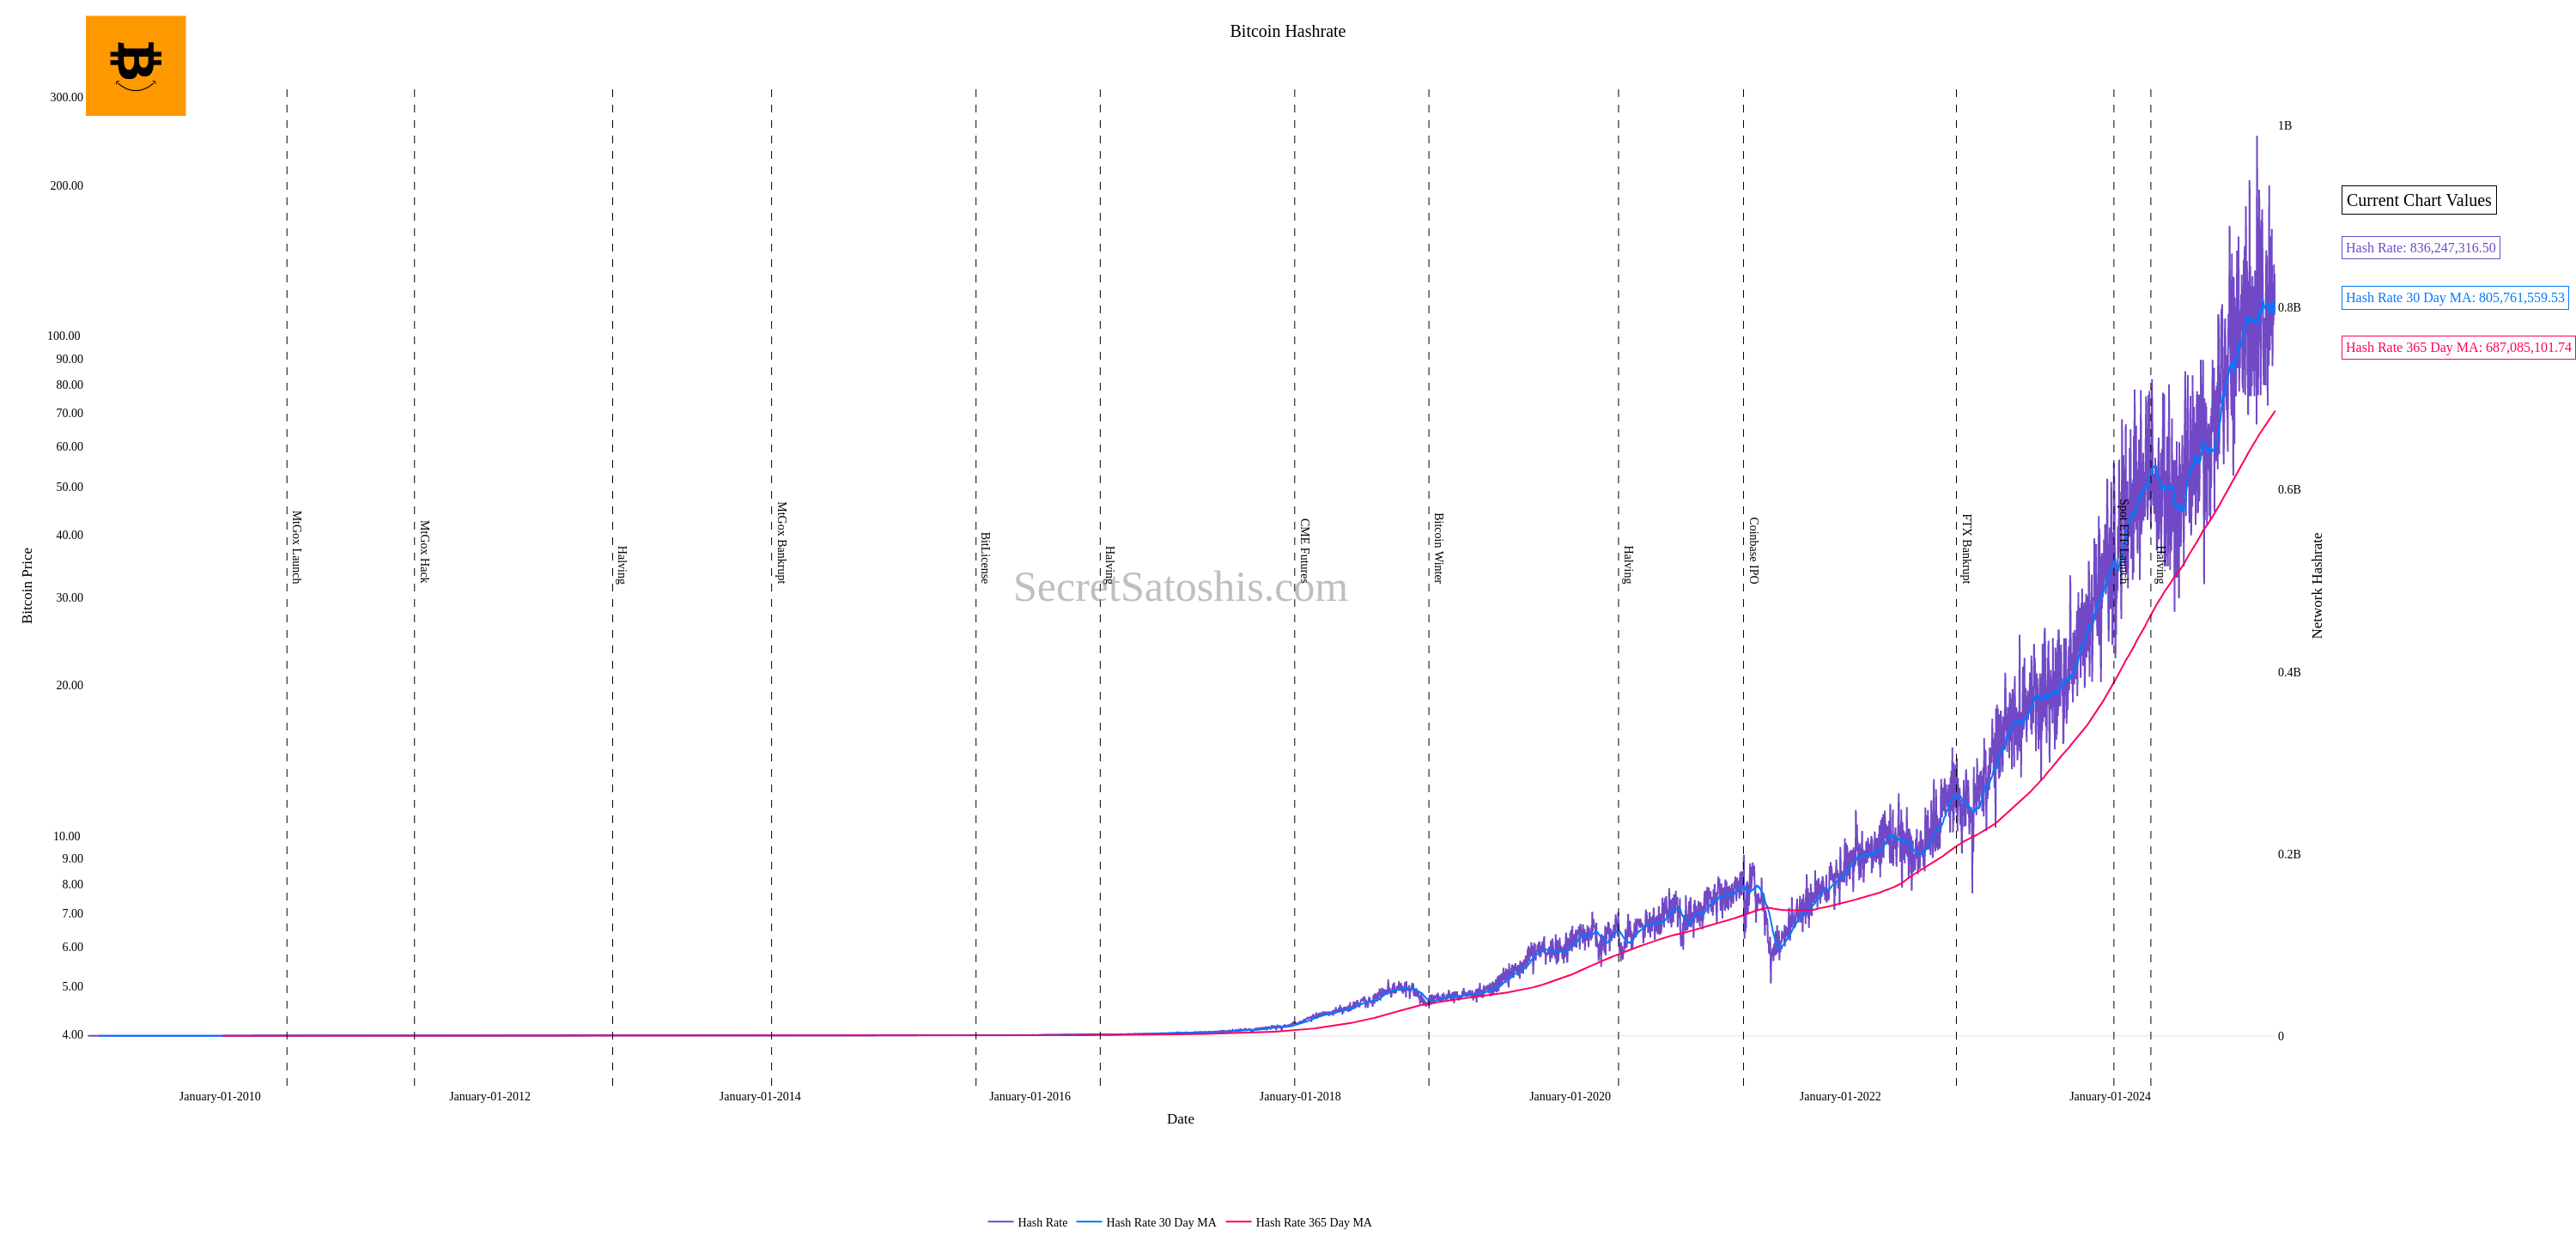 Bitcoin Hashrate
300.00
200.00
100.00
90.00
80.00
70.00
60.00
50.00
40.00
30.00
20.00
10.00
9.00
8.00
7.00
6.00
5.00
4.00
Bitcoin Price
MtGox Launch
MtGox Hack
Halving
MtGox Bankrupt
BitLicense
Halving
CME Futures
Bitcoin Winter
Halving
Coinbase IPO
FTX Bankrupt
Spot ETF Launch
Halving
SecretSatoshis.com
1B
0.8B
0.6B
0.4B
0.2B
0
Network Hashrate
Current Chart Values
Hash Rate: 836,247,316.50
Hash Rate 30 Day MA: 805,761,559.53
Hash Rate 365 Day MA: 687,085,101.74
January-01-2010
January-01-2012
January-01-2014
January-01-2016
January-01-2018
January-01-2020
January-01-2022
January-01-2024
Date
Hash Rate
Hash Rate 30 Day MA
Hash Rate 365 Day MA